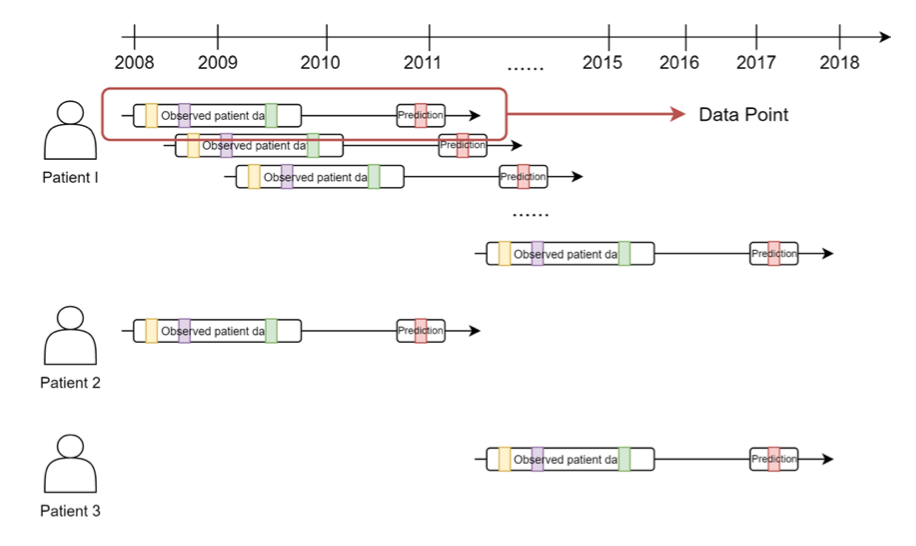 2008 2009 2010 2011 ...... 2015 2016 2017 2018
Observed patient da Prediction Data Point
Observed patient da Prediction
Patient I
Observed patient da Prediction
......
Observed patient da Prediction
Observed patient da Prediction
Patient 2
Observed patient da Prediction
Patient 3